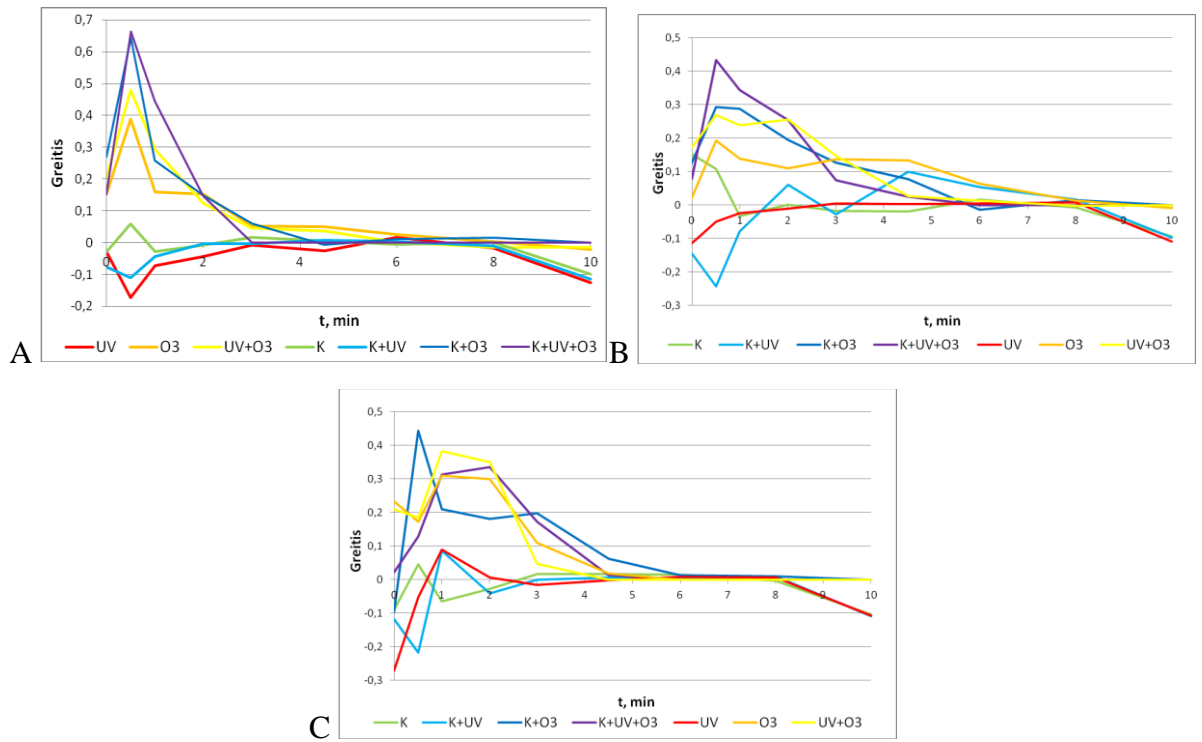 0,7
0,6
0,5
0,4
0,3
0,2
0,1
0
-0,1
-0,2
Greitis
0 2 4 6 8 10
t, min
UV O3 UV+O3 K K+UV K+O3 K+UV+O3
A
0,5
0,4
0,3
0,2
0,1
0
-0,1
-0,2
-0,3
Greitis
0 1 2 3 4 5 6 7 8 9 10
t, min
K K+UV K+O3 K+UV+O3 UV O3 UV+O3
B
0,5
0,4
0,3
0,2
0,1
0
-0,1
-0,2
-0,3
Greitis
0 1 2 3 4 5 6 7 8 9 10
t, min
K K+UV K+O3 K+UV+O3 UV O3 UV+O3
C